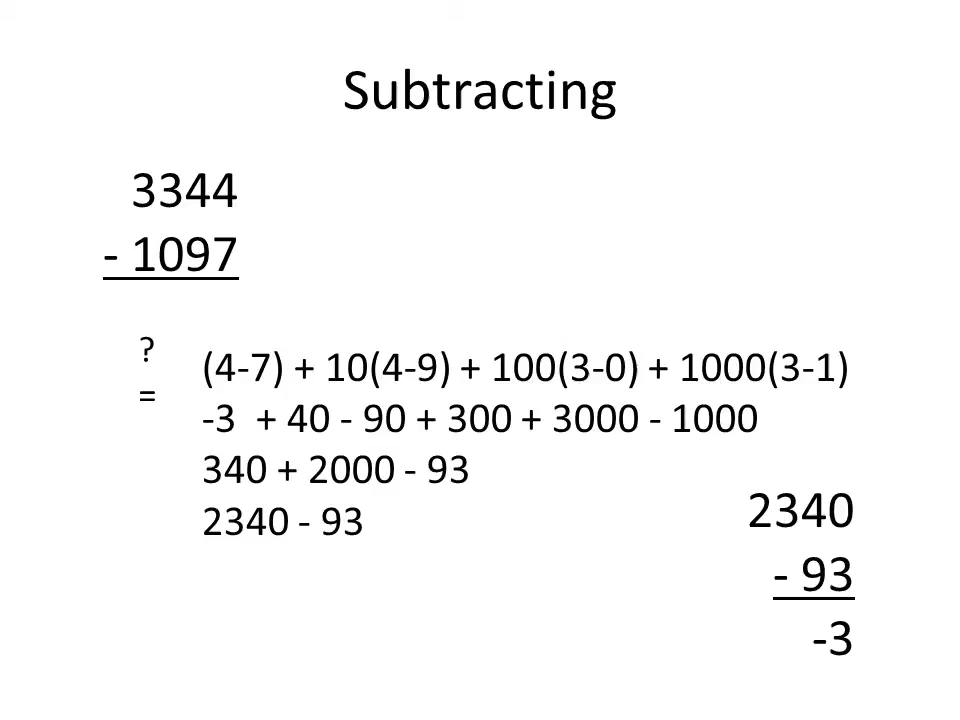 Subtracting
3344
- 1097
?
=
(4-7) + 10(4-9) + 100(3-0) + 1000(3-1)
-3 + 40 - 90 + 300 + 3000 - 1000
340 + 2000 - 93
2340 - 93
2340
- 93
-3